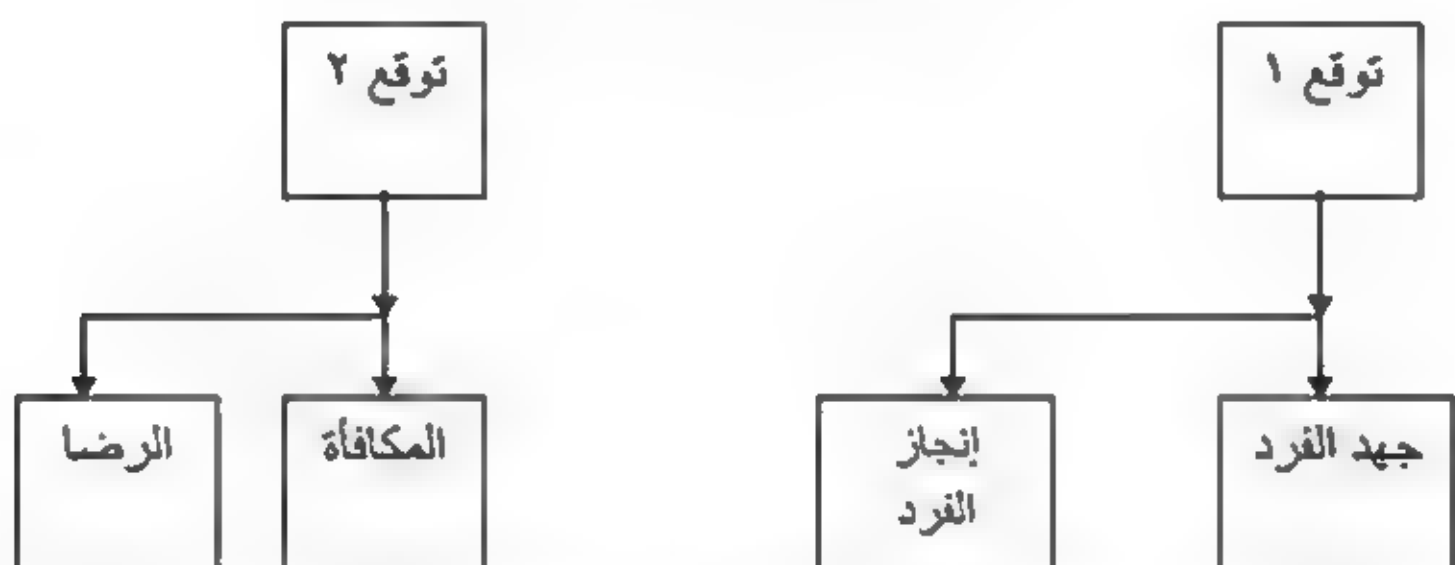 توقع ١
توقع ٢
جهد الفرد
إنجاز
الفرد
المكافأة
الرضا